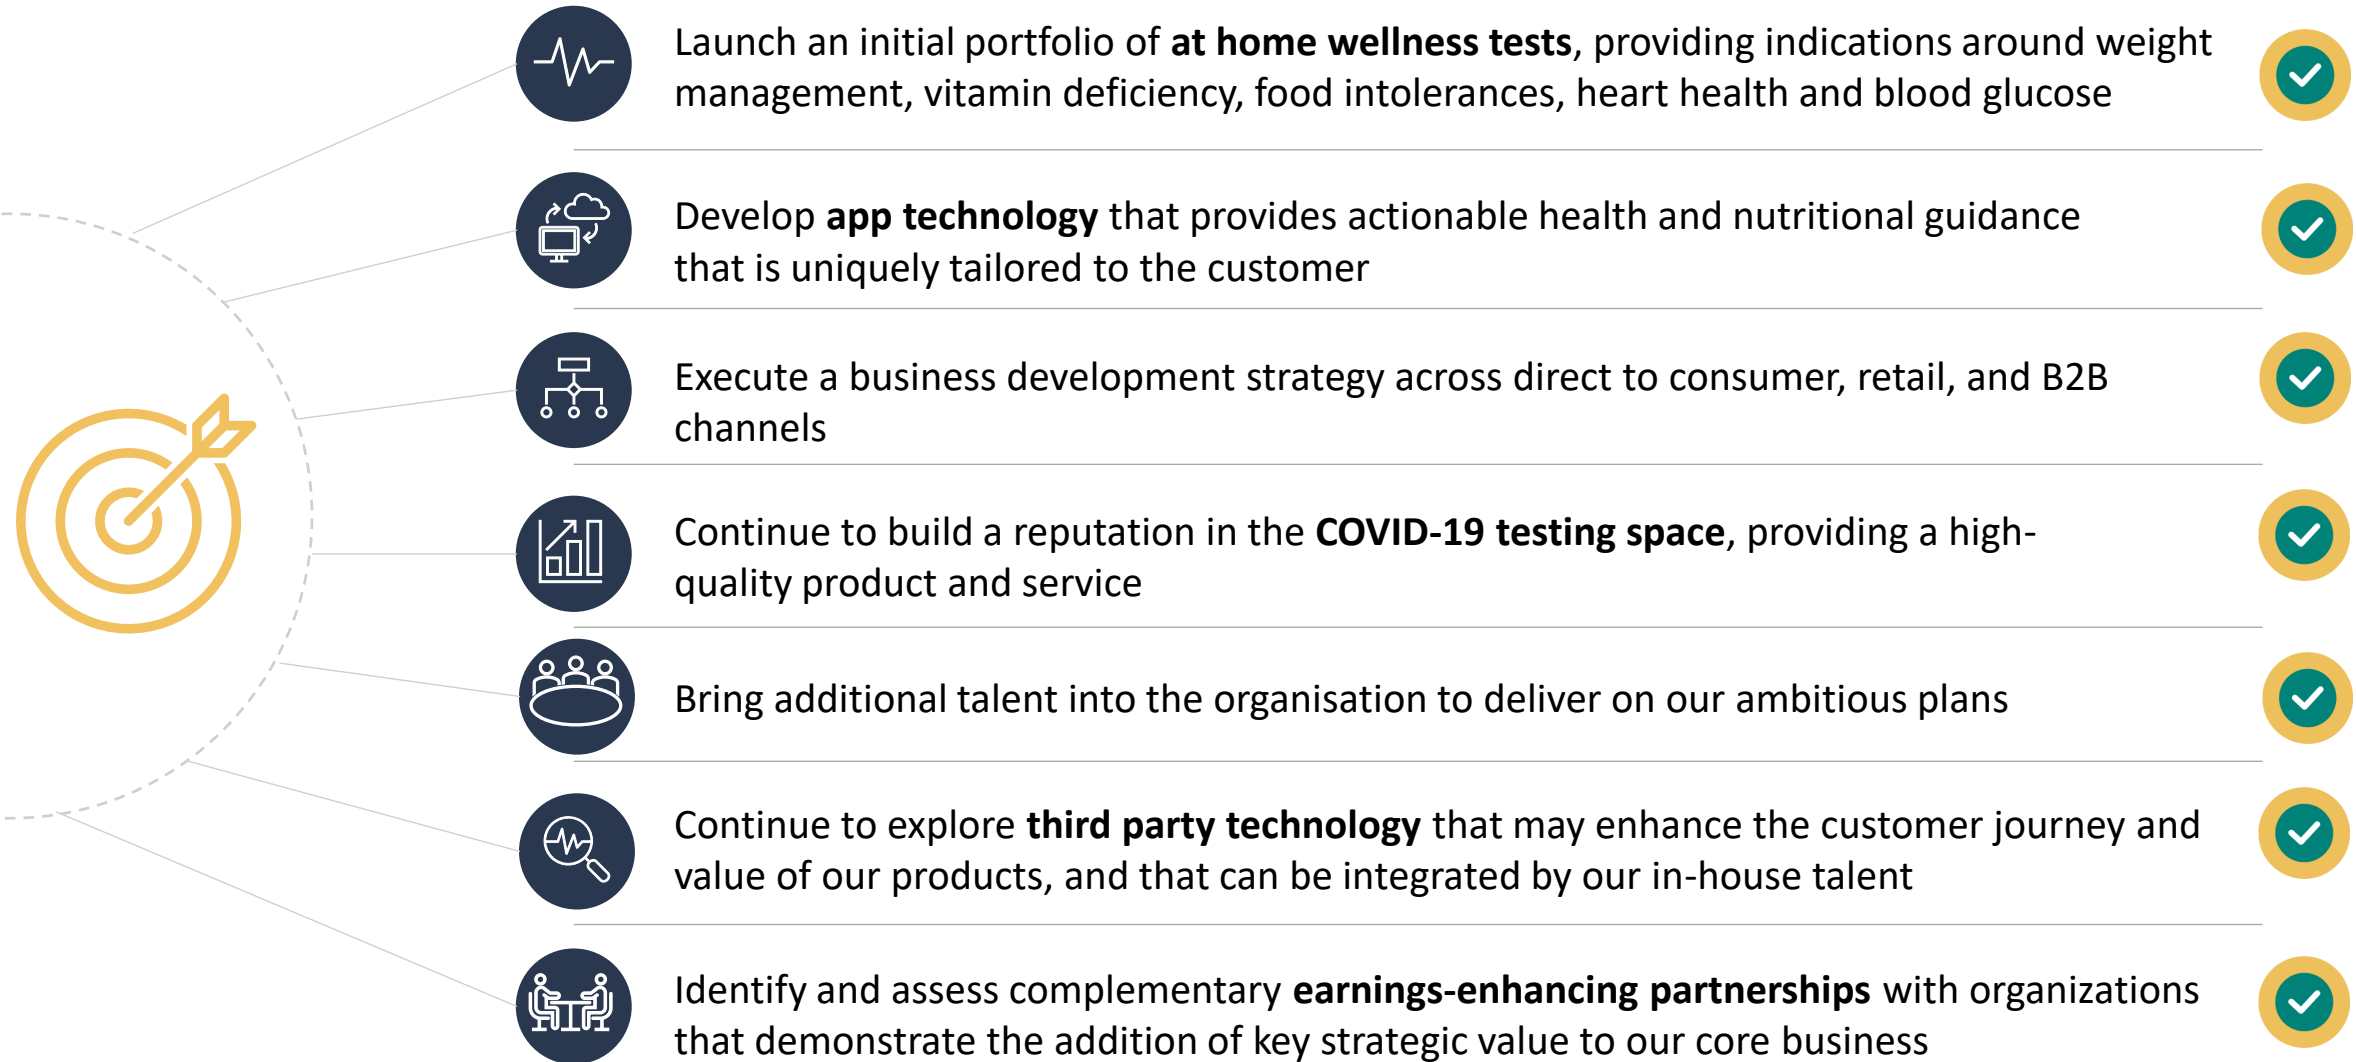 Launch an initial portfolio of at home wellness tests, providing indications around weight
management, vitamin deficiency, food intolerances, heart health and blood glucose
Develop app technology that provides actionable health and nutritional guidance
that is uniquely tailored to the customer
Execute a business development strategy across direct to consumer, retail, and B2B
channels
Continue to build a reputation in the COVID-19 testing space, providing a high-
quality product and service
Bring additional talent into the organisation to deliver on our ambitious plans
Continue to explore third party technology that may enhance the customer journey and
value of our products, and that can be integrated by our in-house talent
Identify and assess complementary earnings-enhancing partnerships with organizations
that demonstrate the addition of key strategic value to our core business